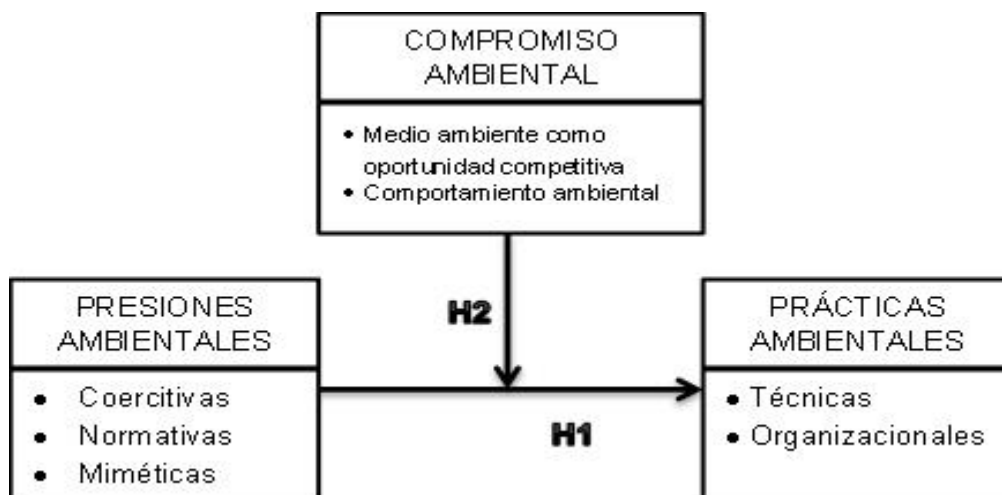 COMPROMISO
AMBIENTAL
• Medio ambiente como
oportunidad competitiva
• Comportamiento ambiental
H2
PRESIONES
AMBIENTALES
• Coercitivas
• Normativas
• Miméticas
H1
PRÁCTICAS
AMBIENTALES
• Técnicas
• Organizacionales